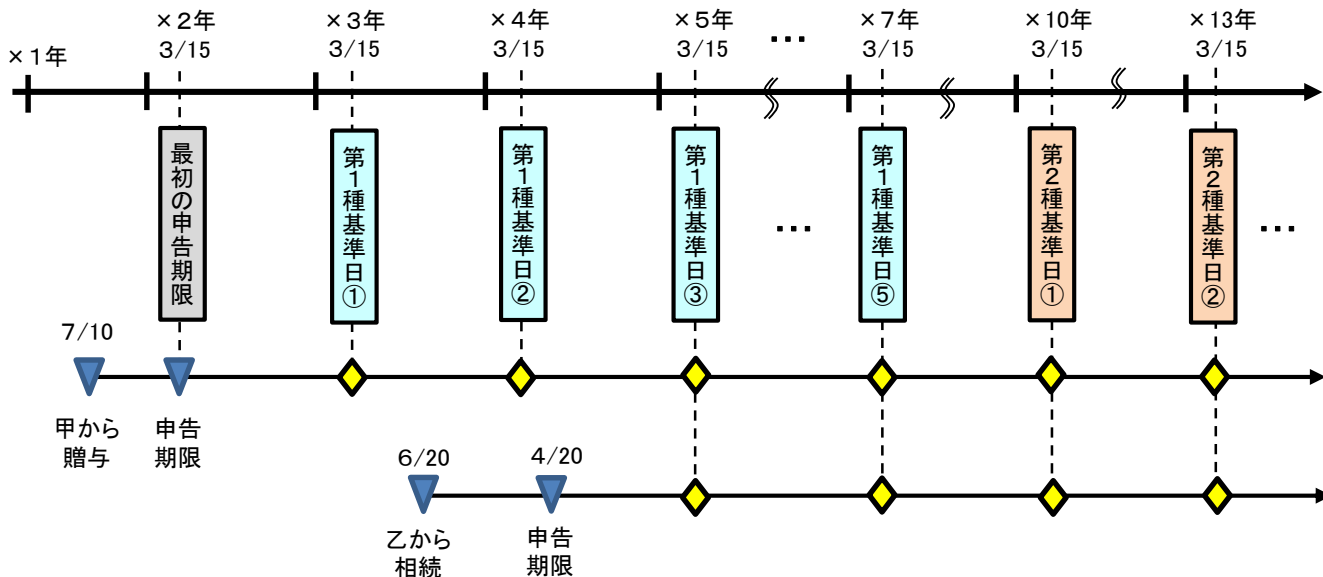 ×1年
×2年
3/15
×3年
3/15
×4年
3/15
×5年
3/15
…
×7年
3/15
×10年
3/15
×13年
3/15
最初の申告期限
第1種基準日①
第1種基準日②
第1種基準日③
…
第1種基準日⑤
第2種基準日①
第2種基準日②
…
7/10
甲から
贈与
申告
期限
6/20
4/20
乙から
相続
申告
期限